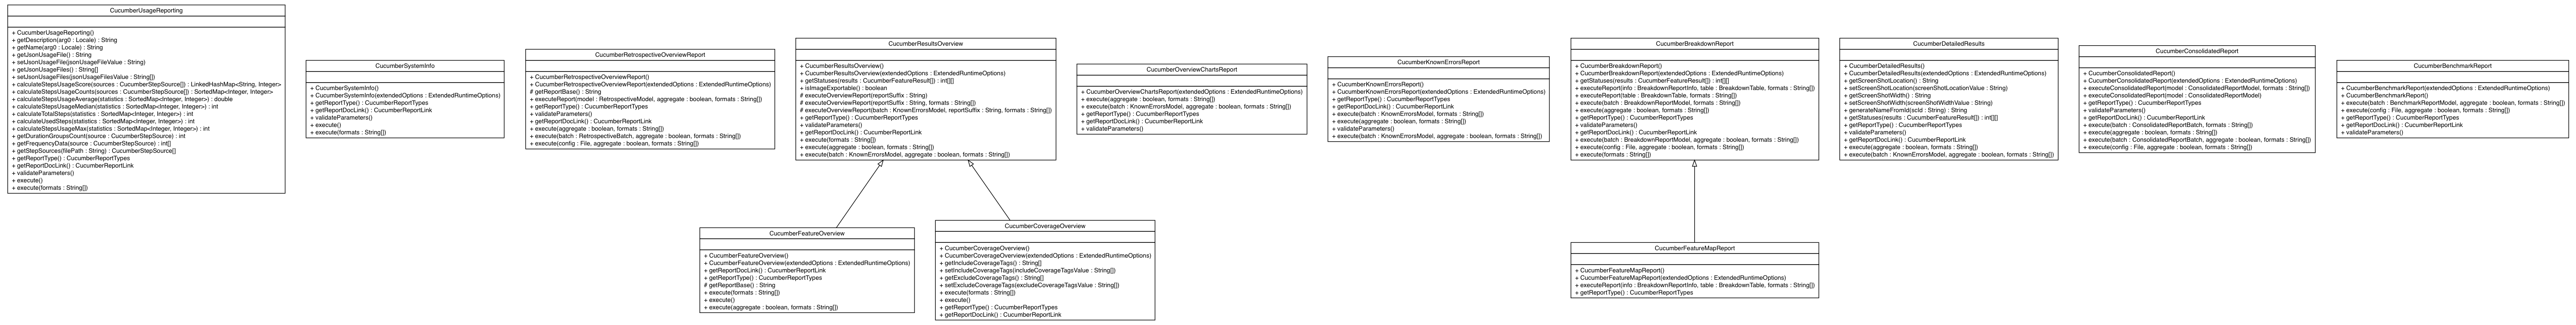 CucumberUsageReporting
+ CucumberUsageReporting()
+ getDescription(arg0 : Locale) : String
+ getName(arg0 : Locale) : String
+ getJsonUsageFile() : String
+ setJsonUsageFile(jsonUsageFileValue : String)
+ getJsonUsageFiles() : String[]
+ setJsonUsageFiles(jsonUsageFilesValue : String[])
+ calculateStepsUsageScore(sources : CucumberStepSource[]) : LinkedHashMap<String, Integer>
+ calculateStepsUsageCounts(sources : CucumberStepSource[]) : SortedMap<Integer, Integer>
+ calculateStepsUsageAverage(statistics : SortedMap<Integer, Integer>) : double
+ calculateStepsUsageMedian(statistics : SortedMap<Integer, Integer>) : int
+ calculateTotalSteps(statistics : SortedMap<Integer, Integer>) : int
+ calculateUsedSteps(statistics : SortedMap<Integer, Integer>) : int
+ calculateStepsUsageMax(statistics : SortedMap<Integer, Integer>) : int
+ getDurationGroupsCount(source : CucumberStepSource) : int
+ getFrequencyData(source : CucumberStepSource) : int[]
+ getStepSources(filePath : String) : CucumberStepSource[]
+ getReportType() : CucumberReportTypes
+ getReportDocLink() : CucumberReportLink
+ validateParameters()
+ execute()
+ execute(formats : String[])
CucumberSystemInfo
+ CucumberSystemInfo()
+ CucumberSystemInfo(extendedOptions : ExtendedRuntimeOptions)
+ getReportType() : CucumberReportTypes
+ getReportDocLink() : CucumberReportLink
+ validateParameters()
+ execute()
+ execute(formats : String[])
CucumberRetrospectiveOverviewReport
+ CucumberRetrospectiveOverviewReport()
+ CucumberRetrospectiveOverviewReport(extendedOptions : ExtendedRuntimeOptions)
# getReportBase() : String
+ executeReport(model : RetrospectiveModel, aggregate : boolean, formats : String[])
+ getReportType() : CucumberReportTypes
+ validateParameters()
+ getReportDocLink() : CucumberReportLink
+ execute(aggregate : boolean, formats : String[])
+ execute(batch : RetrospectiveBatch, aggregate : boolean, formats : String[])
+ execute(config : File, aggregate : boolean, formats : String[])
CucumberResultsOverview
+ CucumberResultsOverview()
+ CucumberResultsOverview(extendedOptions : ExtendedRuntimeOptions)
+ getStatuses(results : CucumberFeatureResult[]) : int[][]
+ isImageExportable() : boolean
# executeOverviewReport(reportSuffix : String)
# executeOverviewReport(reportSuffix : String, formats : String[])
# executeOverviewReport(batch : KnownErrorsModel, reportSuffix : String, formats : String[])
+ getReportType() : CucumberReportTypes
+ validateParameters()
+ getReportDocLink() : CucumberReportLink
+ execute(formats : String[])
+ execute()
+ execute(aggregate : boolean, formats : String[])
+ execute(batch : KnownErrorsModel, aggregate : boolean, formats : String[])
CucumberOverviewChartsReport
+ CucumberOverviewChartsReport(extendedOptions : ExtendedRuntimeOptions)
+ execute(aggregate : boolean, formats : String[])
+ execute(batch : KnownErrorsModel, aggregate : boolean, formats : String[])
+ getReportType() : CucumberReportTypes
+ getReportDocLink() : CucumberReportLink
+ validateParameters()
CucumberKnownErrorsReport
+ CucumberKnownErrorsReport()
+ CucumberKnownErrorsReport(extendedOptions : ExtendedRuntimeOptions)
+ getReportType() : CucumberReportTypes
+ getReportDocLink() : CucumberReportLink
+ execute(batch : KnownErrorsModel, formats : String[])
+ execute(aggregate : boolean, formats : String[])
+ validateParameters()
+ execute(batch : KnownErrorsModel, aggregate : boolean, formats : String[])
CucumberBreakdownReport
+ CucumberBreakdownReport()
+ CucumberBreakdownReport(extendedOptions : ExtendedRuntimeOptions)
+ getStatuses(results : CucumberFeatureResult[]) : int[][]
+ executeReport(info : BreakdownReportInfo, table : BreakdownTable, formats : String[])
+ executeReport(table : BreakdownTable, formats : String[])
+ execute(batch : BreakdownReportModel, formats : String[])
+ execute(aggregate : boolean, formats : String[])
+ getReportType() : CucumberReportTypes
+ validateParameters()
+ getReportDocLink() : CucumberReportLink
+ execute(batch : BreakdownReportModel, aggregate : boolean, formats : String[])
+ execute(config : File, aggregate : boolean, formats : String[])
+ execute(formats : String[])
CucumberDetailedResults
+ CucumberDetailedResults()
+ CucumberDetailedResults(extendedOptions : ExtendedRuntimeOptions)
+ getScreenShotLocation() : String
+ setScreenShotLocation(screenShotLocationValue : String)
+ getScreenShotWidth() : String
+ setScreenShotWidth(screenShotWidthValue : String)
+ generateNameFromId(scId : String) : String
+ getStatuses(results : CucumberFeatureResult[]) : int[][]
+ getReportType() : CucumberReportTypes
+ validateParameters()
+ getReportDocLink() : CucumberReportLink
+ execute()
+ execute(aggregate : boolean, formats : String[])
+ execute(batch : KnownErrorsModel, aggregate : boolean, formats : String[])
CucumberConsolidatedReport
+ CucumberConsolidatedReport()
+ CucumberConsolidatedReport(extendedOptions : ExtendedRuntimeOptions)
+ executeConsolidatedReport(model : ConsolidatedReportModel, formats : String[])
+ executeConsolidatedReport(model : ConsolidatedReportModel)
+ getReportType() : CucumberReportTypes
+ validateParameters()
+ getReportDocLink() : CucumberReportLink
+ execute(batch : ConsolidatedReportBatch, formats : String[])
+ execute(aggregate : boolean, formats : String[])
+ execute(batch : ConsolidatedReportBatch, aggregate : boolean, formats : String[])
+ execute(config : File, aggregate : boolean, formats : String[])
CucumberBenchmarkReport
+ CucumberBenchmarkReport(extendedOptions : ExtendedRuntimeOptions)
+ CucumberBenchmarkReport()
+ execute(batch : BenchmarkReportModel, aggregate : boolean, formats : String[])
+ execute(config : File, aggregate : boolean, formats : String[])
+ getReportType() : CucumberReportTypes
+ getReportDocLink() : CucumberReportLink
+ validateParameters()
CucumberFeatureOverview
+ CucumberFeatureOverview()
+ CucumberFeatureOverview(extendedOptions : ExtendedRuntimeOptions)
+ getReportDocLink() : CucumberReportLink
+ getReportType() : CucumberReportTypes
# getReportBase() : String
+ execute(formats : String[])
+ execute()
+ execute(aggregate : boolean, formats : String[])
CucumberCoverageOverview
+ CucumberCoverageOverview()
+ CucumberCoverageOverview(extendedOptions : ExtendedRuntimeOptions)
+ getIncludeCoverageTags() : String[]
+ setIncludeCoverageTags(includeCoverageTagsValue : String[])
+ getExcludeCoverageTags() : String[]
+ setExcludeCoverageTags(excludeCoverageTagsValue : String[])
+ execute(formats : String[])
+ execute()
+ getReportType() : CucumberReportTypes
+ getReportDocLink() : CucumberReportLink
CucumberFeatureMapReport
+ CucumberFeatureMapReport()
+ CucumberFeatureMapReport(extendedOptions : ExtendedRuntimeOptions)
+ executeReport(info : BreakdownReportInfo, table : BreakdownTable, formats : String[])
+ getReportType() : CucumberReportTypes